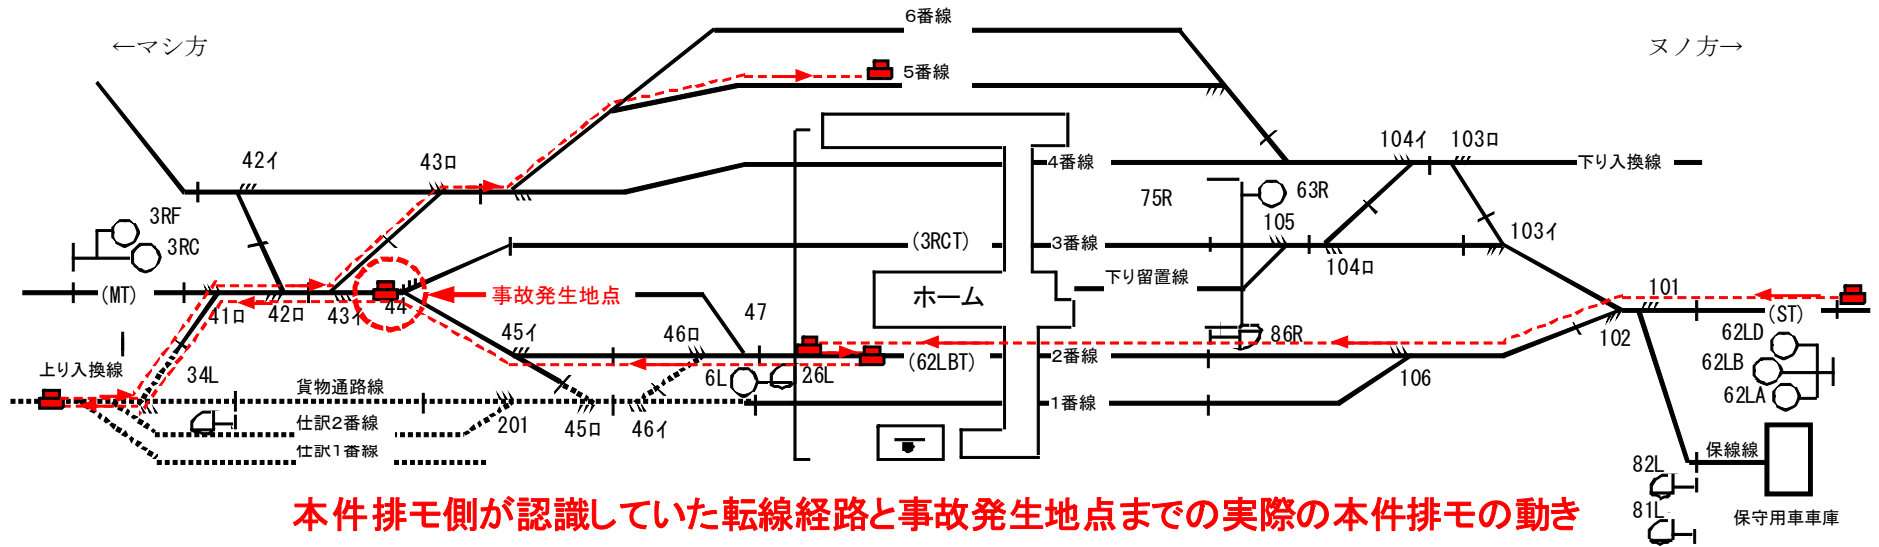 6番線
←マシ方
ヌノ方→
5番線
42イ
43ロ
104イ
103ロ
4番線
下り入換線
3RF
3RC
75R
63R
105
103イ
(3RCT)
3番線
104ロ
下り留置線
(MT)
41ロ
42ロ
43イ
44
事故発生地点
ホーム
101
(ST)
102
47
45イ
46ロ
86R
62LD
62LB
62LA
(62LBT)
2番線
106
上り入換線
34L
6L
26L
貨物通路線
1番線
仕訳2番線
201
45ロ
46イ
仕訳1番線
保線線
82L
81L
保守用車車庫
本件排モ側が認識していた転線経路と事故発生地点までの実際の本件排モの動き